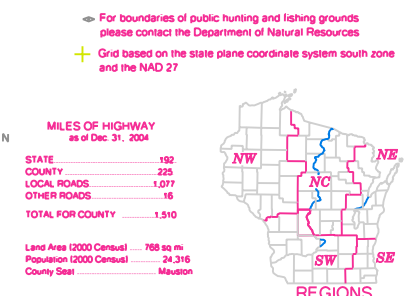 For boundaries of public hunting and fishing grounds
please contact the Department of Natural Resources
Grid based on the state plane coordinate system south zone
and the NAD 27
N
MILES OF HIGHWAY
as of Dec. 31, 2004
STATE 192
COUNTY 225
LOCAL ROADS 1,077
OTHER ROADS 16
TOTAL FOR COUNTY 1,510
Land Area (2000 Census) 768 sq mi
Population (2000 Census) 24,316
County Seat Mauston
NW
NE
NC
SW
SE
REGIONS